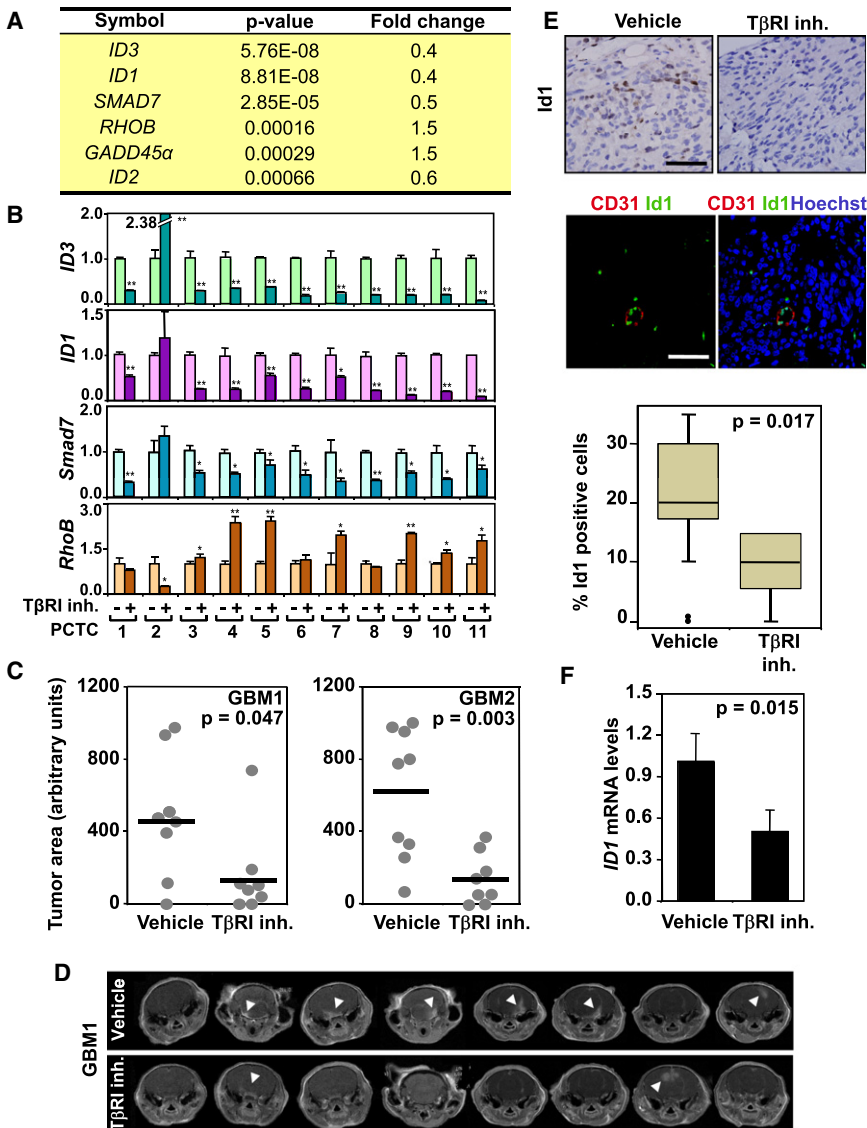 A
Symbol p-value Fold change
ID3 5.76E-08 0.4
ID1 8.81E-08 0.4
SMAD7 2.85E-05 0.5
RHOB 0.00016 1.5
GADD45α 0.00029 1.5
ID2 0.00066 0.6
B
ID3
2.0
1.0
0.0
2.38
**
** ** ** ** ** ** ** ** ** **
ID1
1.5
1.0
0.0
** ** ** ** ** * ** ** ** **
Smad7
2.0
1.0
0.0
** * * * * * ** * * *
RhoB
3.0
1.5
0.0
* * ** ** * ** * *
TβRI inh. - + - + - + - + - + - + - + - + - + - + - +
PCTC 1 2 3 4 5 6 7 8 9 10 11
C
Tumor area (arbitrary units)
1200
800
400
0
GBM1
p = 0.047
Vehicle TβRI inh.
1200
800
400
0
GBM2
p = 0.003
Vehicle TβRI inh.
D
GBM1
Vehicle
TβRI inh.
E
Vehicle TβRI inh.
Id1
CD31 Id1 CD31 Id1Hoechst
% Id1 positive cells
30
20
10
0
p = 0.017
Vehicle TβRI
inh.
F
ID1 mRNA levels
1.5
1.2
0.9
0.6
0.3
0.0
p = 0.015
Vehicle TβRI inh.